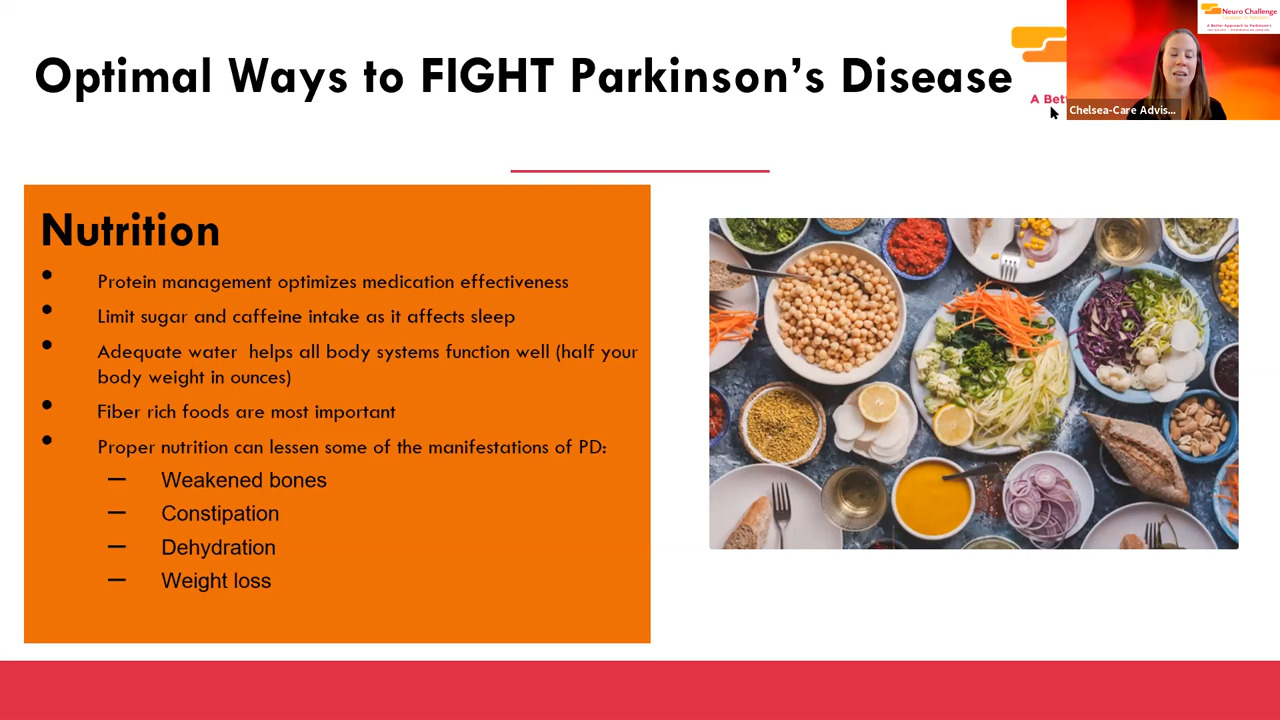 Optimal Ways to FIGHT Parkinson’s Disease
A Bet
Neuro Challenge
A Better Approach to Parkinson's
Chelsea-Care Advis...
Nutrition
• Protein management optimizes medication effectiveness
• Limit sugar and caffeine intake as it affects sleep
• Adequate water helps all body systems function well (half your
body weight in ounces)
• Fiber rich foods are most important
• Proper nutrition can lessen some of the manifestations of PD:
— Weakened bones
— Constipation
— Dehydration
— Weight loss